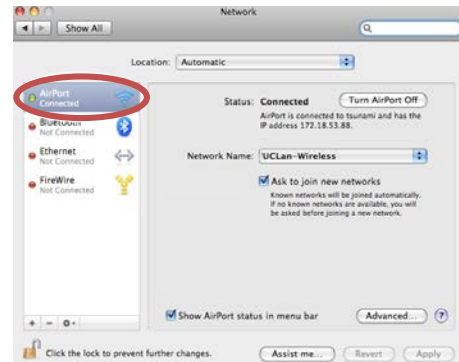 Network
Show All
Location: Automatic
AirPort
Connected
Bluetooth
Not Connected
Ethernet
Not Connected
FireWire
Not Connected
Status: Connected
Turn AirPort Off
AirPort is connected to tsunami and has the
IP address 172.18.53.88.
Network Name: UCLan-Wireless
Ask to join new networks
Known networks will be joined automatically.
If no known networks are available, you will
be asked before joining a new network.
Show AirPort status in menu bar
Advanced...
?
Click the lock to prevent further changes.
Assist me...
Revert
Apply